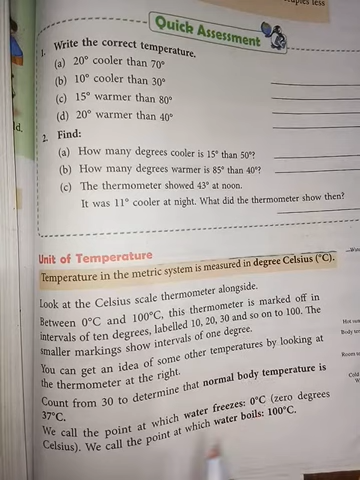 Quick Assessment
1. Write the correct temperature.
(a) 20° cooler than 70°
(b) 10° cooler than 30°
(c) 15° warmer than 80°
(d) 20° warmer than 40°
2. Find:
(a) How many degrees cooler is 15° than 50°?
(b) How many degrees warmer is 85° than 40°?
(c) The thermometer showed 43° at noon.
It was 11° cooler at night. What did the thermometer show then?
Unit of Temperature
Temperature in the metric system is measured in degree Celsius (°C).
Look at the Celsius scale thermometer alongside.
Between 0°C and 100°C, this thermometer is marked off in
intervals of ten degrees, labelled 10, 20, 30 and so on to 100. The
smaller markings show intervals of one degree.
You can get an idea of some other temperatures by looking at
the thermometer at the right.
Count from 30 to determine that normal body temperature is
37°C.
We call the point at which water freezes: 0°C (zero degrees
Celsius). We call the point at which water boils: 100°C.